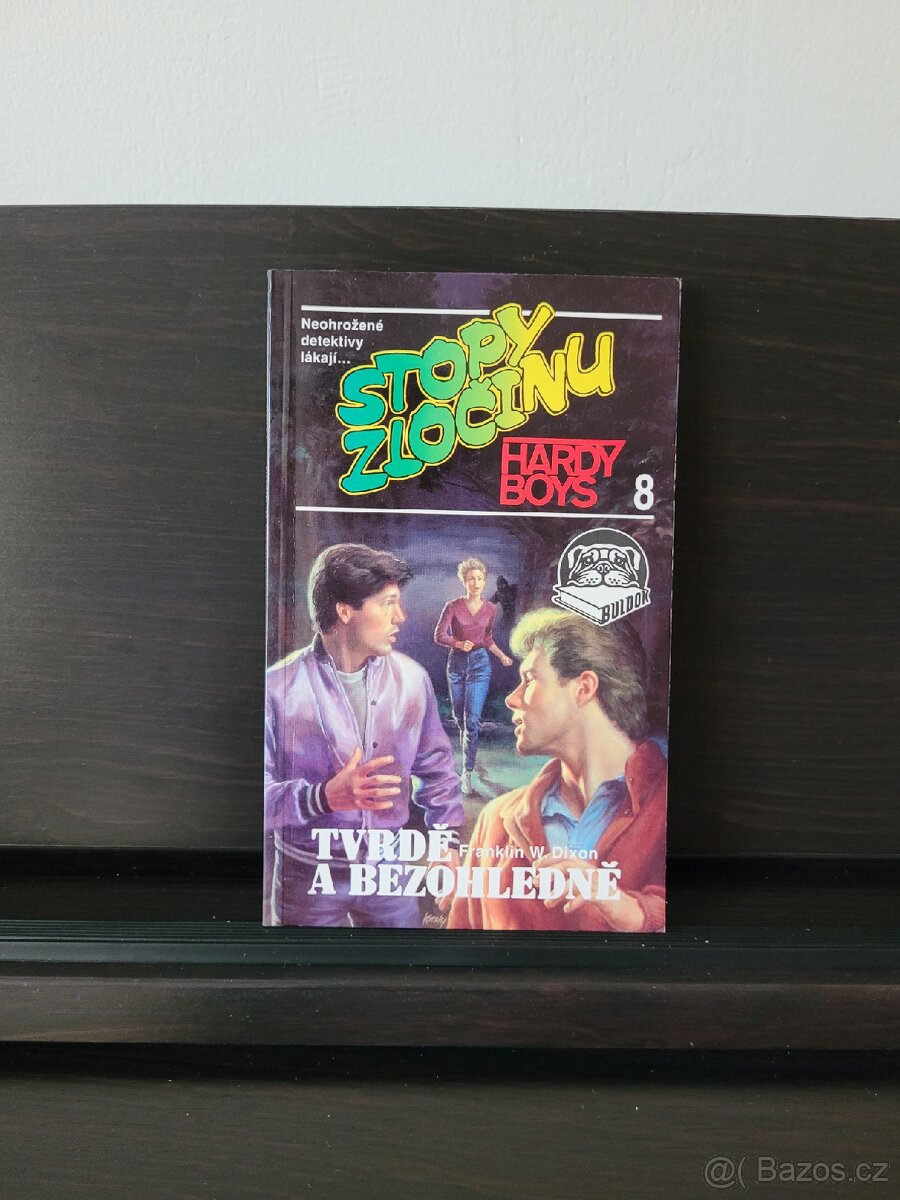 Neohrožené
detektivy
lákají...
STOPY
ZLOČINU
HARDY
BOYS
8
BULDOK
TVRDĚ
Franklin W. Dixon
A BEZOHLEDNĚ
@( Bazos.cz